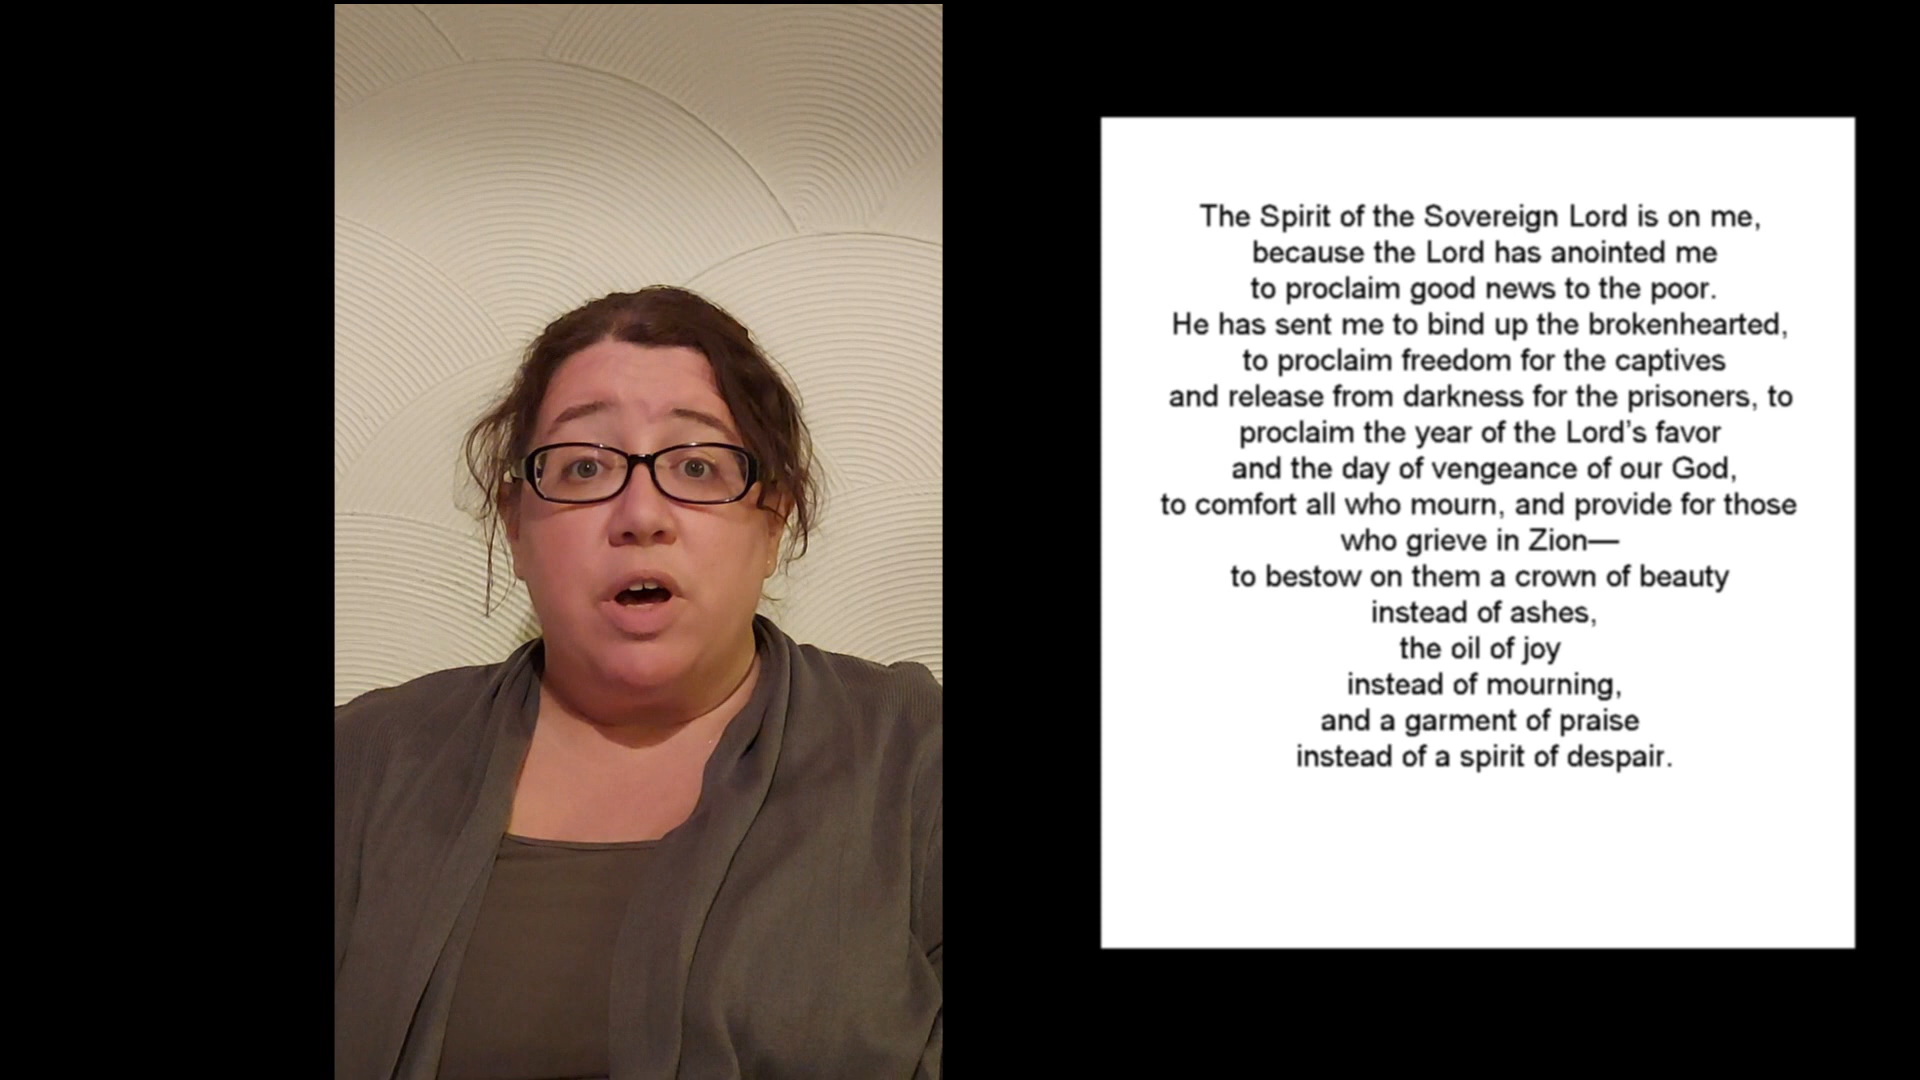 The Spirit of the Sovereign Lord is on me,
because the Lord has anointed me
to proclaim good news to the poor.
He has sent me to bind up the brokenhearted,
to proclaim freedom for the captives
and release from darkness for the prisoners, to
proclaim the year of the Lord’s favor
and the day of vengeance of our God,
to comfort all who mourn, and provide for those
who grieve in Zion—
to bestow on them a crown of beauty
instead of ashes,
the oil of joy
instead of mourning,
and a garment of praise
instead of a spirit of despair.